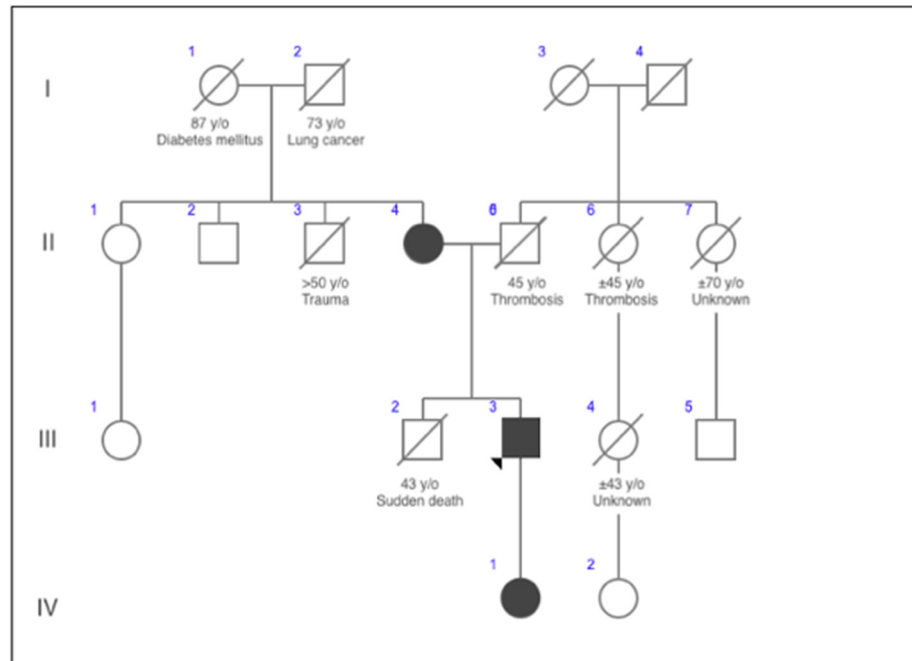 1 2 3 4
I
87 y/o 73 y/o
Diabetes mellitus Lung cancer
1 2 3 4 6 7
II
>50 y/o 45 y/o ±45 y/o ±70 y/o
Trauma Thrombosis Thrombosis Unknown
1 2 3 4 5
III
43 y/o ±43 y/o
Sudden death Unknown
1 2
IV